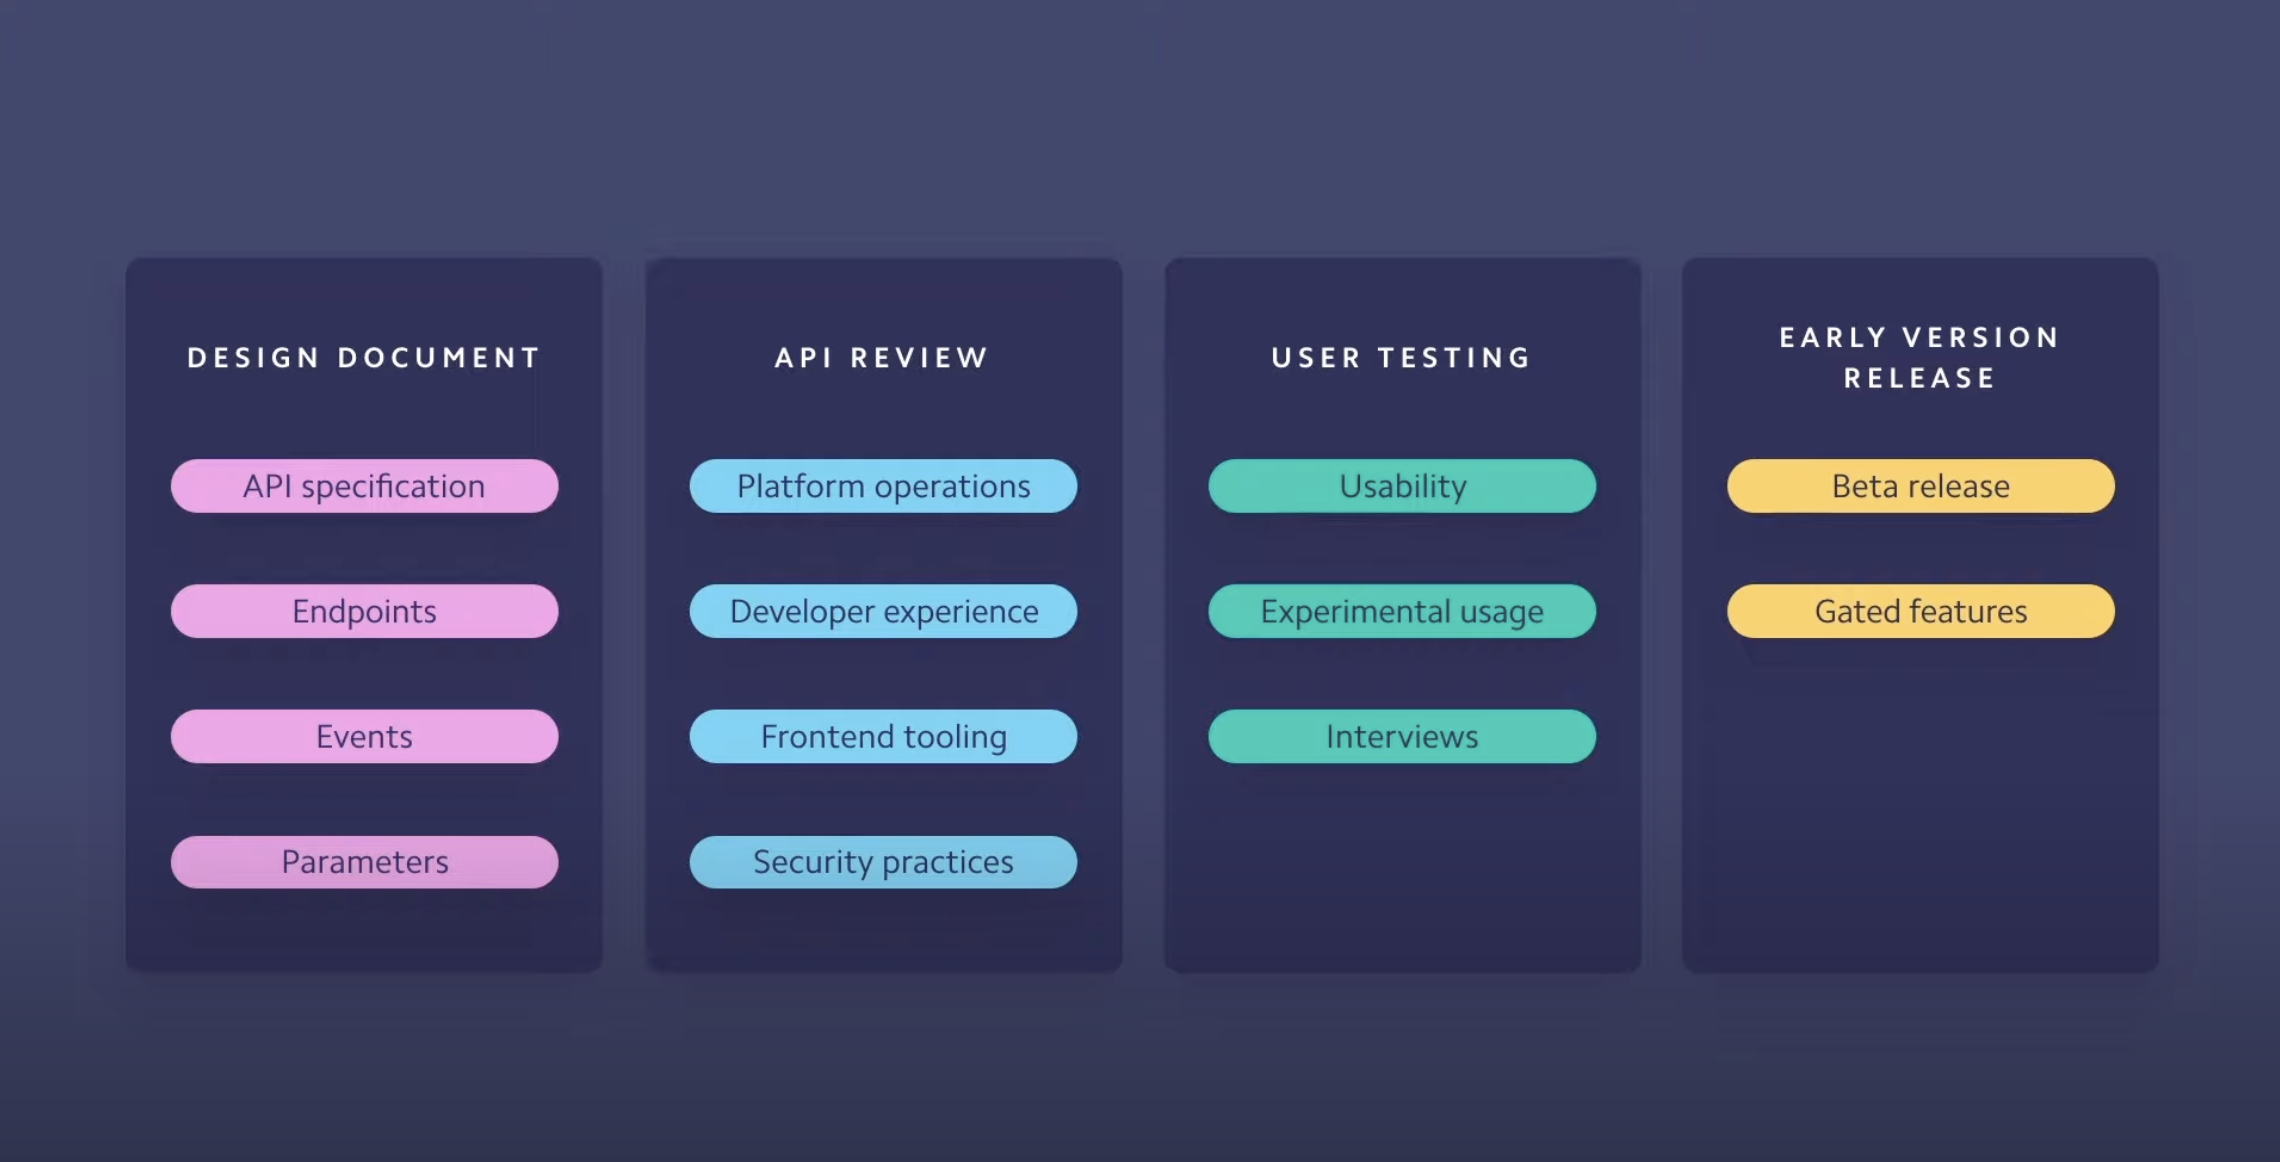 DESIGN DOCUMENT
API specification
Endpoints
Events
Parameters
API REVIEW
Platform operations
Developer experience
Frontend tooling
Security practices
USER TESTING
Usability
Experimental usage
Interviews
EARLY VERSION
RELEASE
Beta release
Gated features